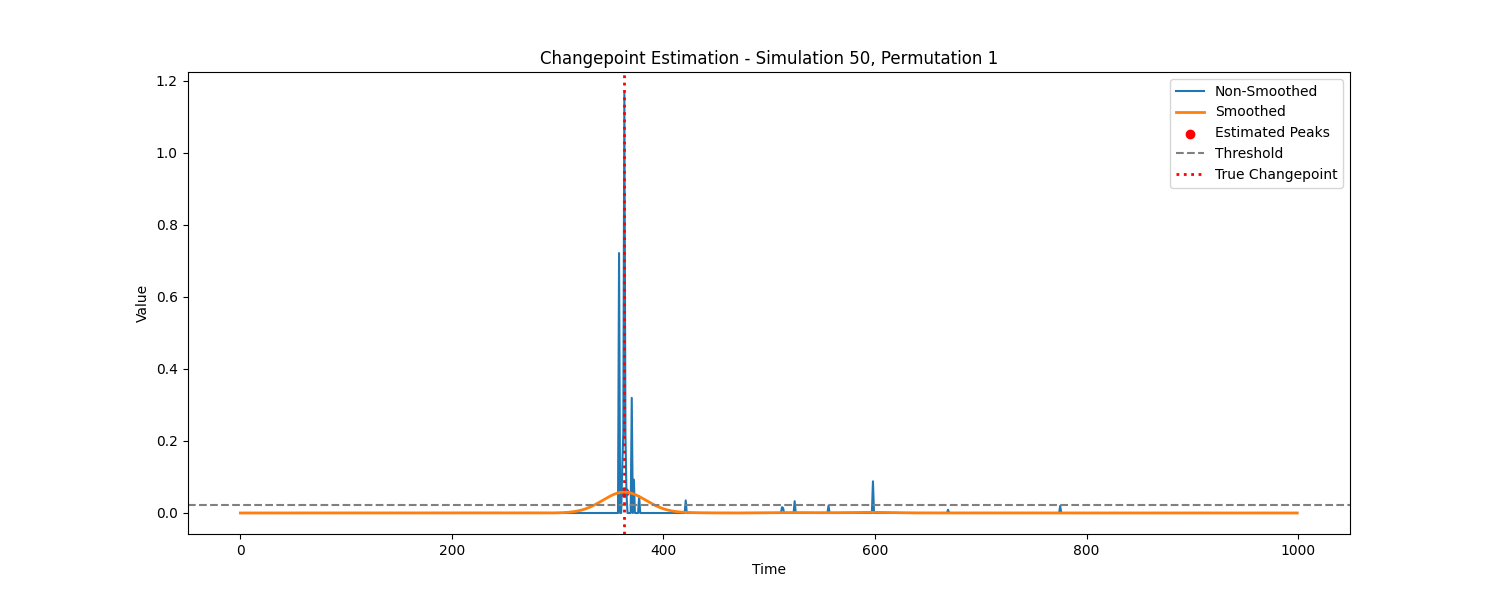 Changepoint Estimation - Simulation 50, Permutation 1
Non-Smoothed
Smoothed
Estimated Peaks
Threshold
True Changepoint
Value
1.2
1.0
0.8
0.6
0.4
0.2
0.0
0 200 400 600 800 1000
Time